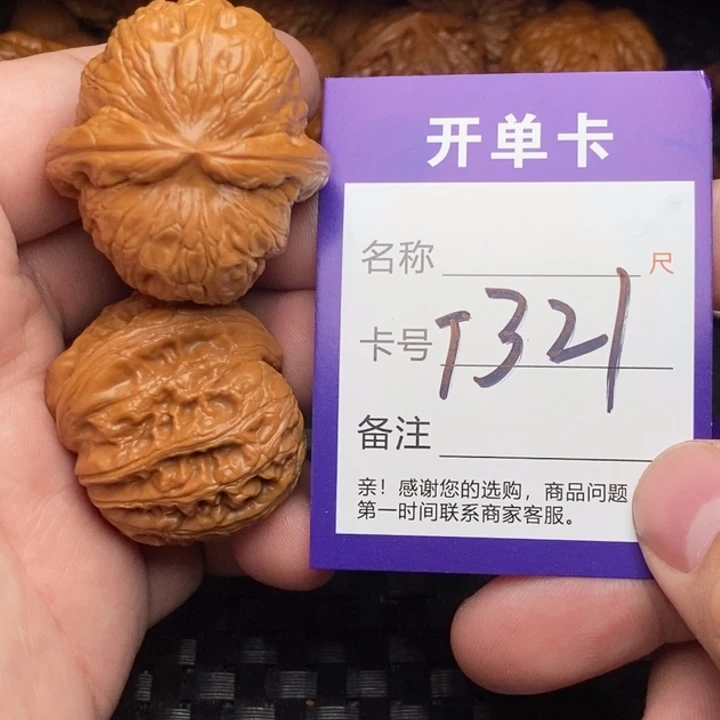 开单卡
名称 尺
卡号 T321
备注
亲！感谢您的选购，商品问题
第一时间联系商家客服。